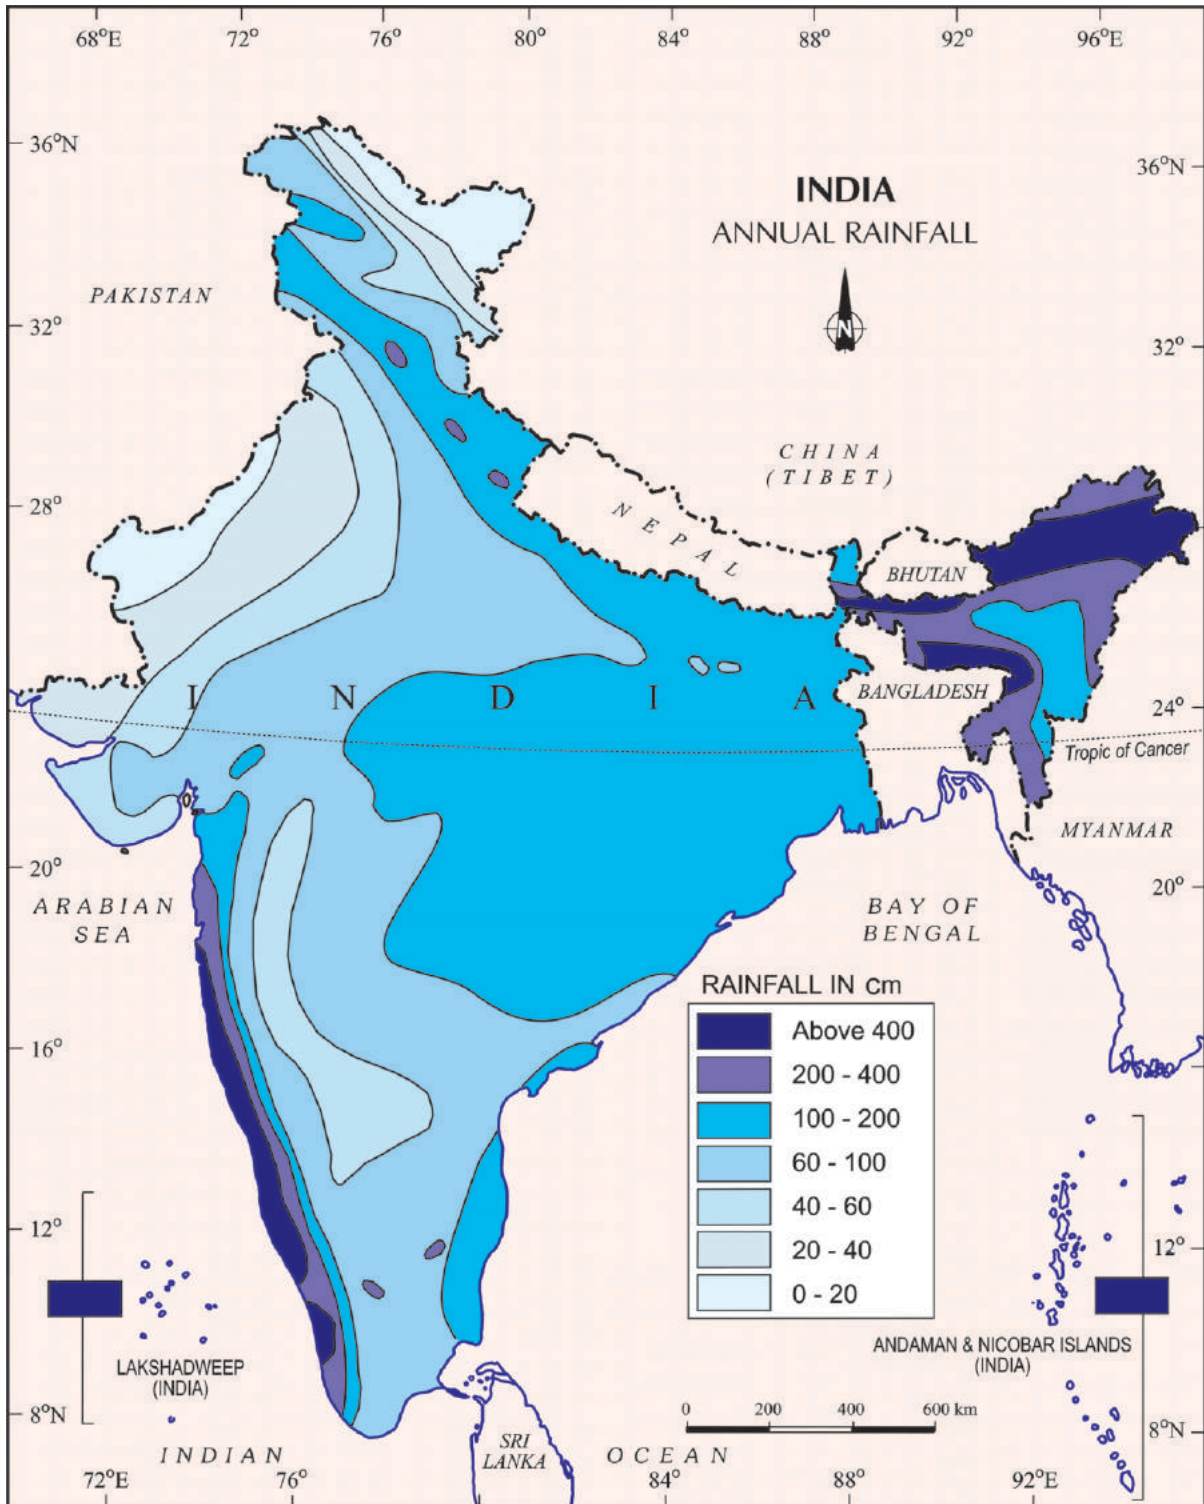 68°E 72° 76° 80° 84° 88° 92° 96°E
36°N
36°N
INDIA
ANNUAL RAINFALL
N
PAKISTAN
32°
32°
CHINA
(TIBET)
28°
NEPAL
BHUTAN
INDIA
BANGLADESH
24°
Tropic of Cancer
MYANMAR
20°
20°
ARABIAN
SEA
BAY OF
BENGAL
RAINFALL IN cm
Above 400
200 - 400
100 - 200
60 - 100
40 - 60
20 - 40
0 - 20
16°
12°
12°
LAKSHADWEEP
(INDIA)
ANDAMAN & NICOBAR ISLANDS
(INDIA)
0 200 400 600 km
8°N
8°N
SRI
LANKA
INDIAN OCEAN
72°E 76° 84° 88° 92°E